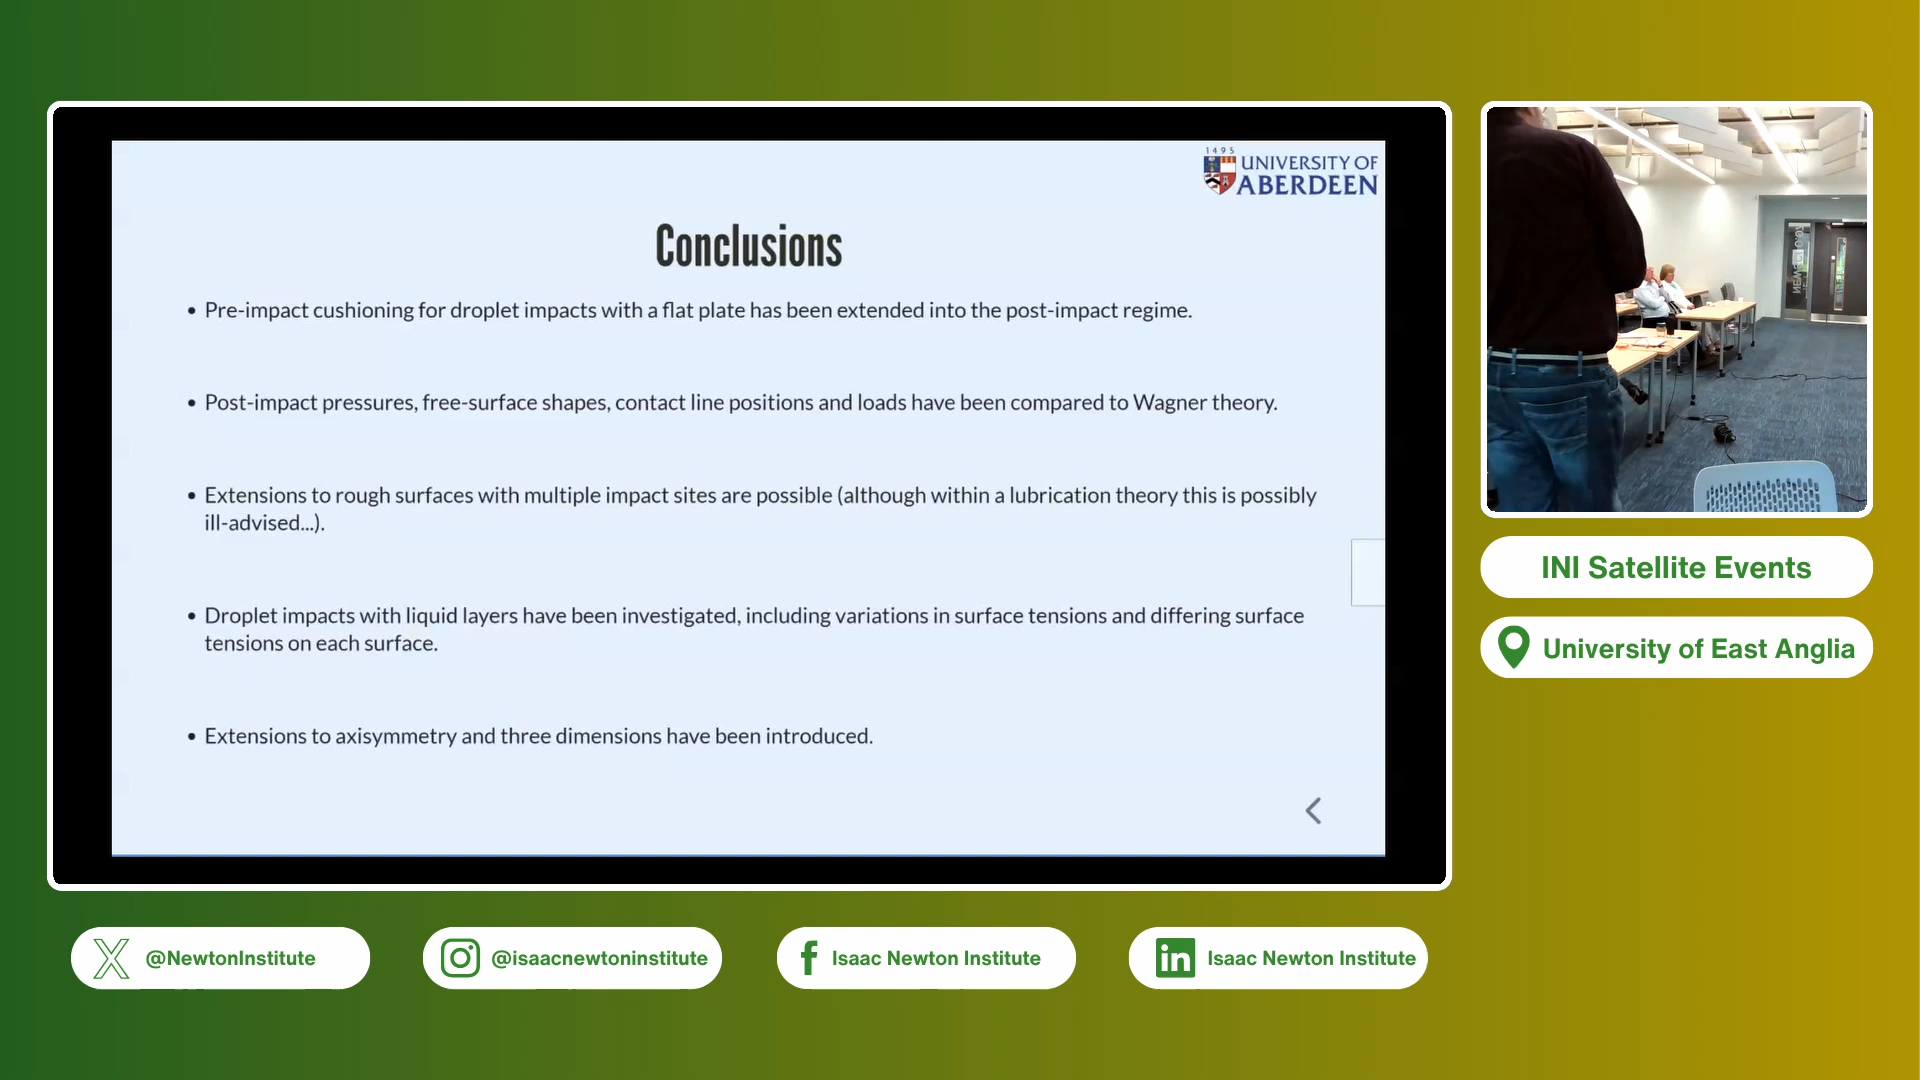 1495
UNIVERSITY OF
ABERDEEN
Conclusions
• Pre-impact cushioning for droplet impacts with a flat plate has been extended into the post-impact regime.
• Post-impact pressures, free-surface shapes, contact line positions and loads have been compared to Wagner theory.
• Extensions to rough surfaces with multiple impact sites are possible (although within a lubrication theory this is possibly
ill-advised...).
• Droplet impacts with liquid layers have been investigated, including variations in surface tensions and differing surface
tensions on each surface.
• Extensions to axisymmetry and three dimensions have been introduced.
INI Satellite Events
University of East Anglia
@NewtonInstitute
@isaacnewtoninstitute
Isaac Newton Institute
Isaac Newton Institute